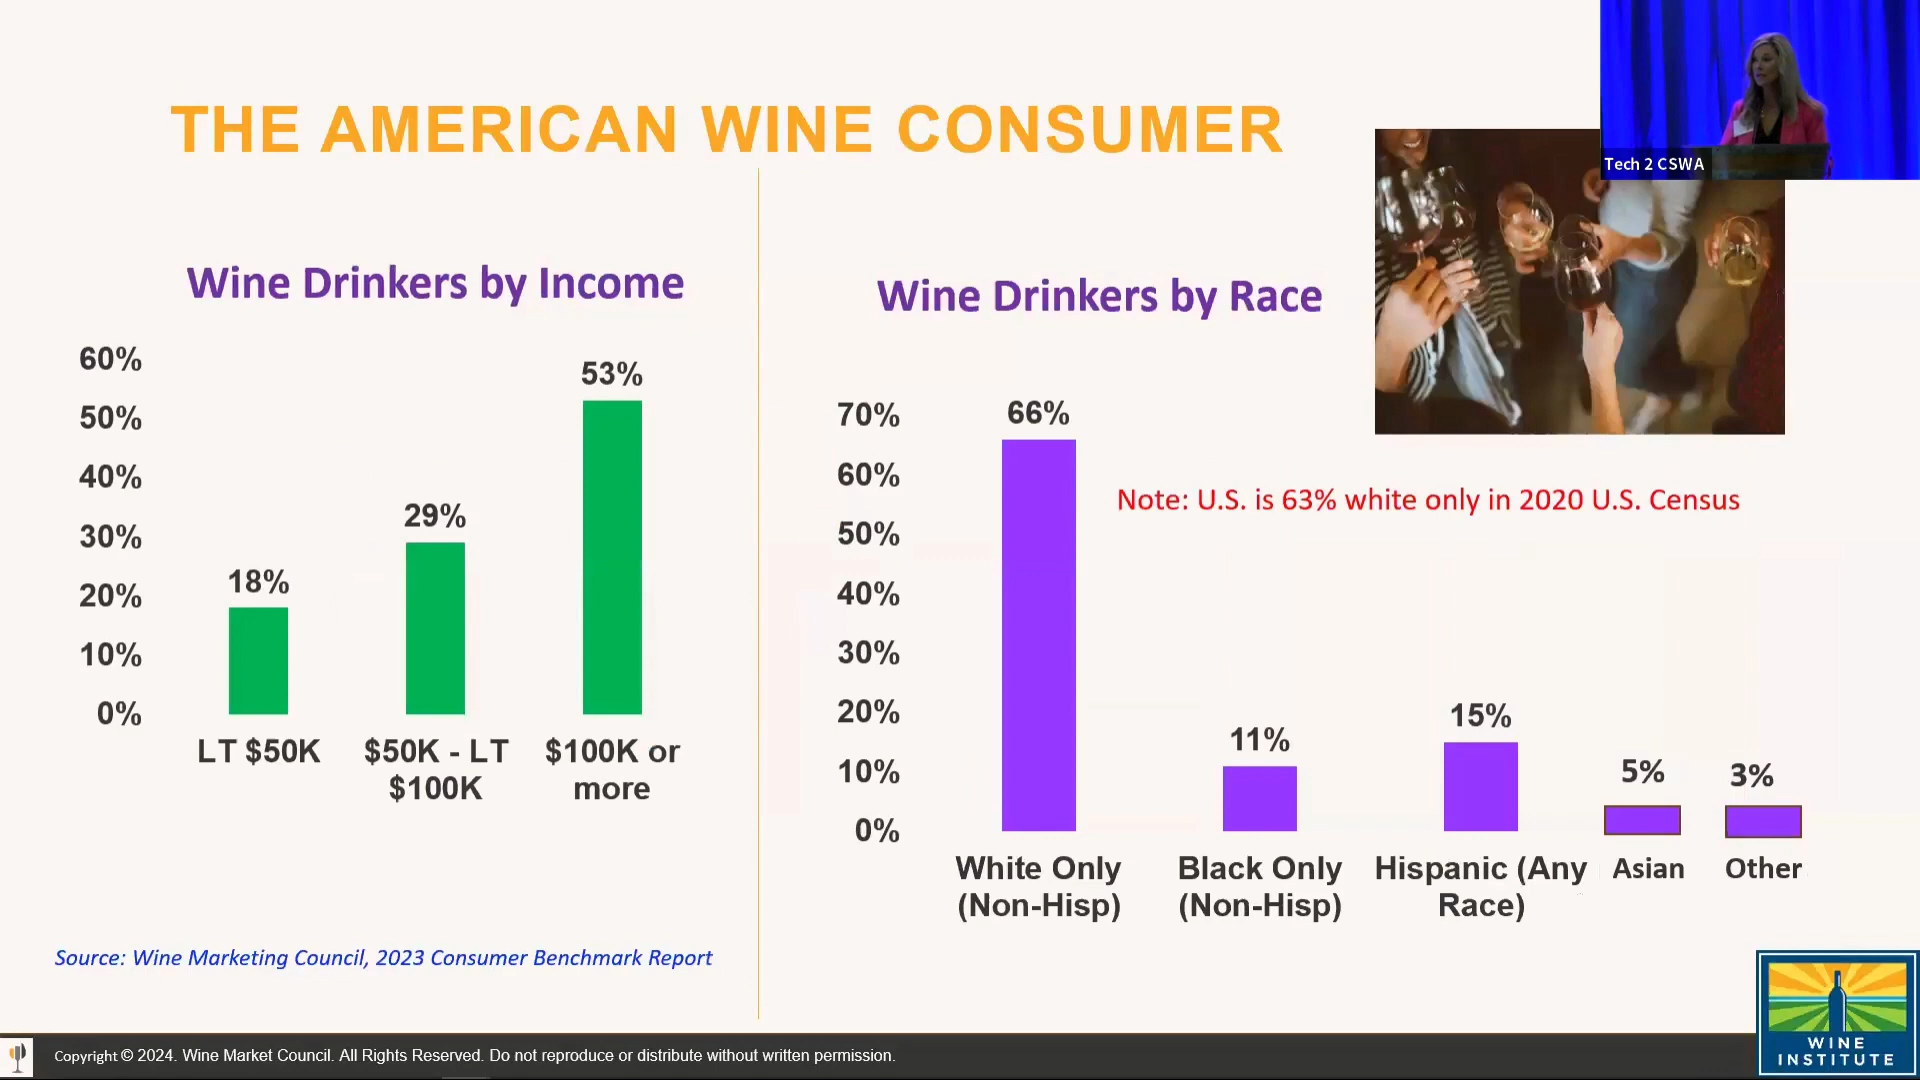 THE AMERICAN WINE CONSUMER
Tech 2 CSWA
Wine Drinkers by Income
60%
50%
40%
30%
20%
10%
0%
18%
29%
53%
LT $50K
$50K - LT
$100K
$100K or
more
Source: Wine Marketing Council, 2023 Consumer Benchmark Report
Wine Drinkers by Race
70%
60%
50%
40%
30%
20%
10%
0%
66%
11%
15%
5%
3%
Note: U.S. is 63% white only in 2020 U.S. Census
White Only
(Non-Hisp)
Black Only
(Non-Hisp)
Hispanic (Any
Race)
Asian
Other
Copyright © 2024. Wine Market Council. All Rights Reserved. Do not reproduce or distribute without written permission.
WINE
INSTITUTE